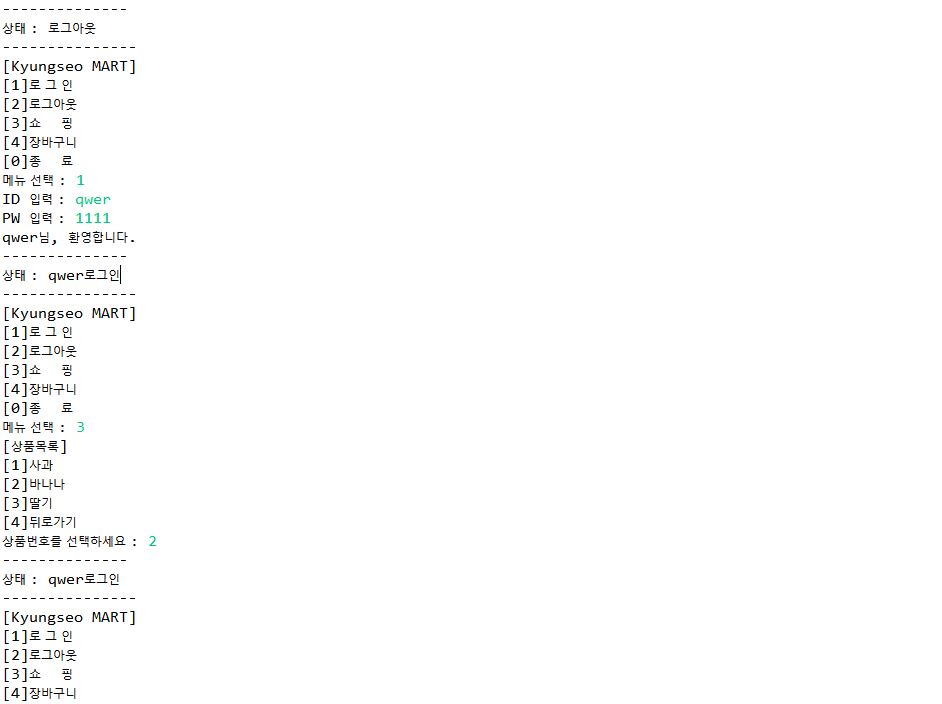 --------------
상태 : 로그아웃
---------------
[Kyungseo MART]
[1]로 그 인
[2]로그아웃
[3]쇼   핑
[4]장바구니
[0]종   료
메뉴 선택 : 1
ID 입력 : qwer
PW 입력 : 1111
qwer님, 환영합니다.
--------------
상태 : qwer로그인
---------------
[Kyungseo MART]
[1]로 그 인
[2]로그아웃
[3]쇼   핑
[4]장바구니
[0]종   료
메뉴 선택 : 3
[상품목록]
[1]사과
[2]바나나
[3]딸기
[4]뒤로가기
상품번호를 선택하세요 : 2
--------------
상태 : qwer로그인
---------------
[Kyungseo MART]
[1]로 그 인
[2]로그아웃
[3]쇼   핑
[4]장바구니